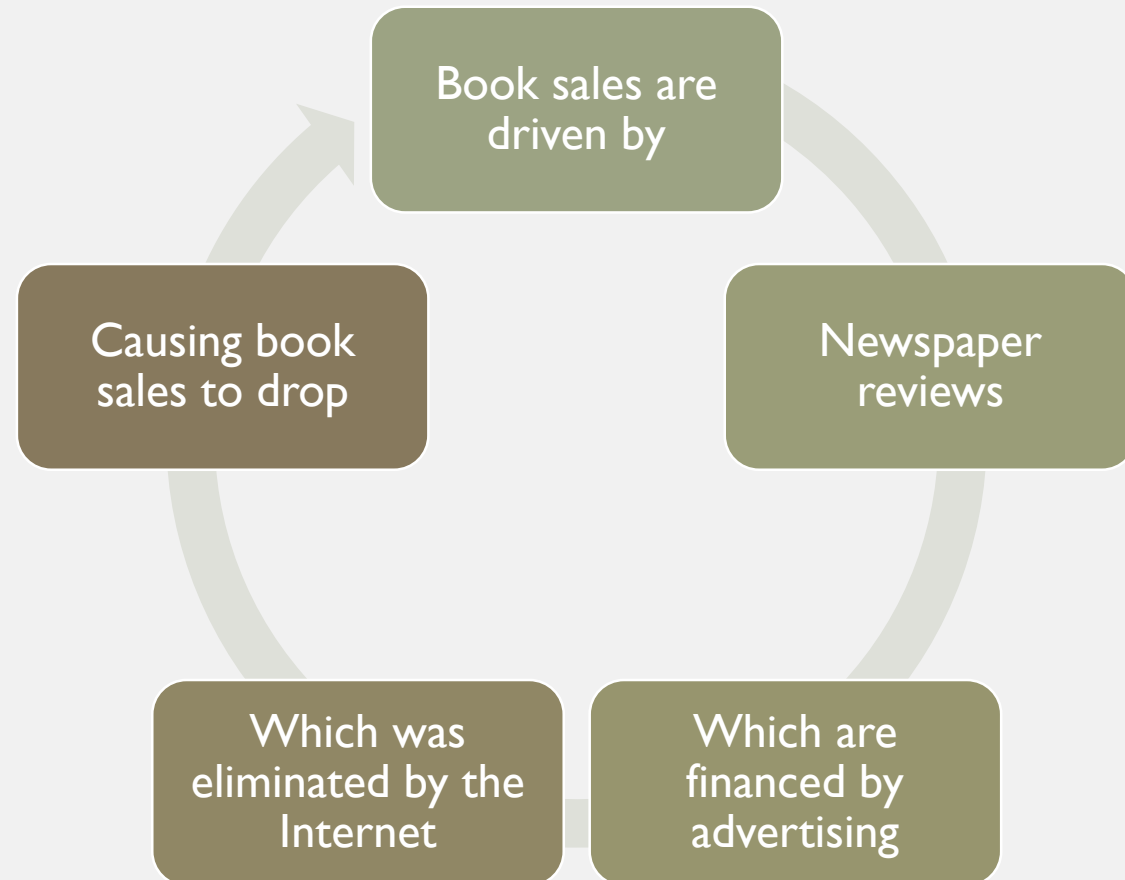 Book sales are
driven by
Newspaper
reviews
Which are
financed by
advertising
Which was
eliminated by the
Internet
Causing book
sales to drop